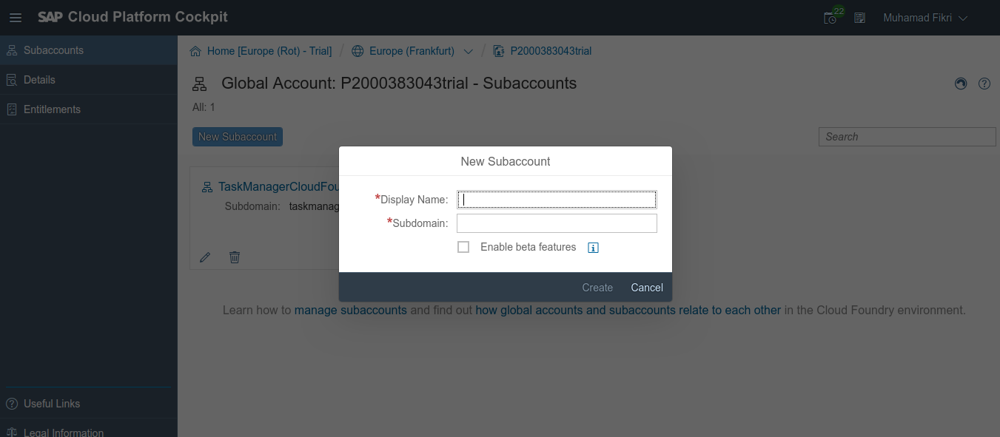 SAP Cloud Platform Cockpit
22
Muhamad Fikri
Subaccounts
Details
Entitlements
Home [Europe (Rot) - Trial] / Europe (Frankfurt) / P2000383043trial
Global Account: P2000383043trial - Subaccounts
All: 1
New Subaccount
Search
TaskManagerCloudFou
Subdomain: taskmanag
New Subaccount
*Display Name:
*Subdomain:
Enable beta features
Create Cancel
Learn how to manage subaccounts and find out how global accounts and subaccounts relate to each other in the Cloud Foundry environment.
Useful Links
Legal Information